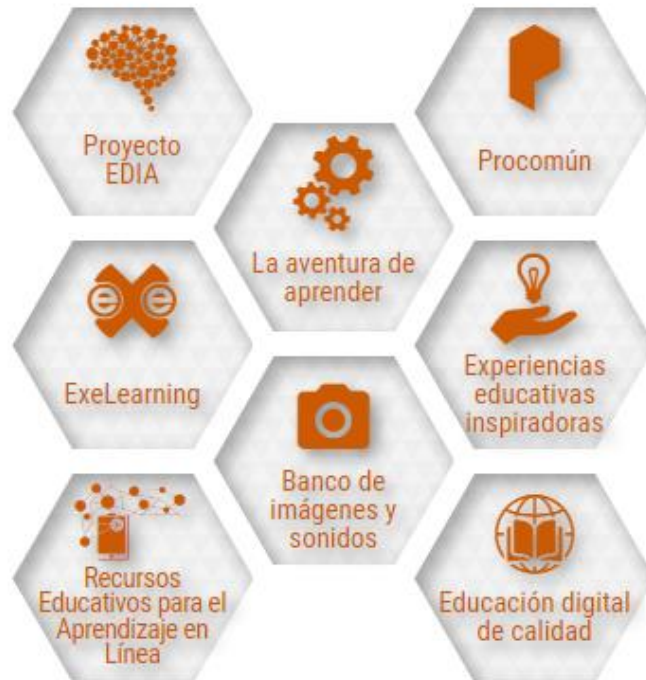 Proyecto
EDIA
Procomún
La aventura de
aprender
ExeLearning
Experiencias
educativas
inspiradoras
Banco de
imágenes y
sonidos
Recursos
Educativos para el
Aprendizaje en
Línea
Educación digital
de calidad